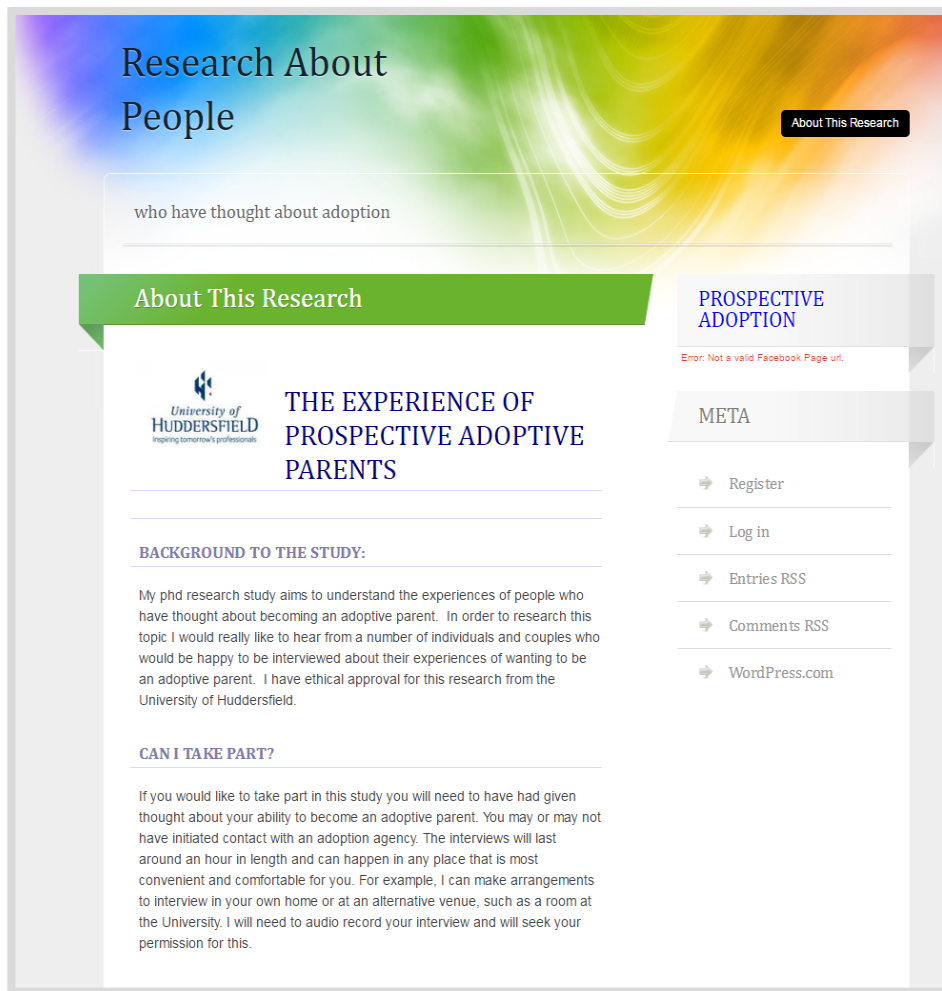 Research About
People
About This Research
who have thought about adoption
About This Research
University of
HUDDERSFIELD
Inspiring tomorrow's professionals
THE EXPERIENCE OF
PROSPECTIVE ADOPTIVE
PARENTS
BACKGROUND TO THE STUDY:
My phd research study aims to understand the experiences of people who
have thought about becoming an adoptive parent.  In order to research this
topic I would really like to hear from a number of individuals and couples who
would be happy to be interviewed about their experiences of wanting to be
an adoptive parent.  I have ethical approval for this research from the
University of Huddersfield.
CAN I TAKE PART?
If you would like to take part in this study you will need to have had given
thought about your ability to become an adoptive parent. You may or may not
have initiated contact with an adoption agency. The interviews will last
around an hour in length and can happen in any place that is most
convenient and comfortable for you. For example, I can make arrangements
to interview in your own home or at an alternative venue, such as a room at
the University. I will need to audio record your interview and will seek your
permission for this.
PROSPECTIVE
ADOPTION
Error: Not a valid Facebook Page url.
META
Register
Log in
Entries RSS
Comments RSS
WordPress.com